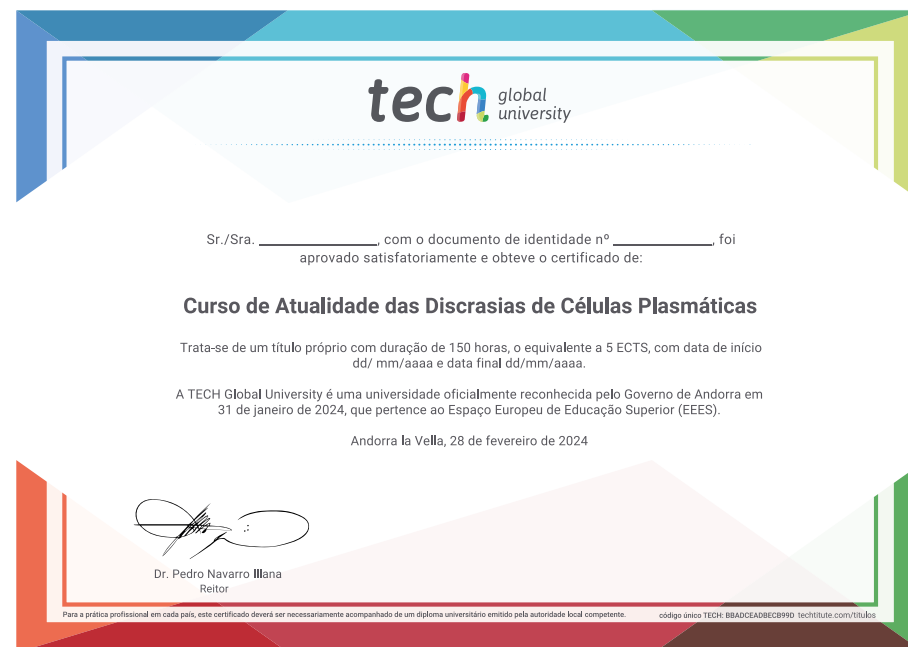 tech global university
Sr./Sra. ________________, com o documento de identidade nº ______________, foi
aprovado satisfatoriamente e obteve o certificado de:
Curso de Atualidade das Discrasias de Células Plasmáticas
Trata-se de um título próprio com duração de 150 horas, o equivalente a 5 ECTS, com data de início
dd/ mm/aaaa e data final dd/mm/aaaa.
A TECH Global University é uma universidade oficialmente reconhecida pelo Governo de Andorra em
31 de janeiro de 2024, que pertence ao Espaço Europeu de Educação Superior (EEES).
Andorra la Vella, 28 de fevereiro de 2024
Dr. Pedro Navarro Illana
Reitor
Para a prática profissional em cada país, este certificado deverá ser necessariamente acompanhado de um diploma universitário emitido pela autoridade local competente. código único TECH: BBADCEADBECB99D techtitute.com/titulos